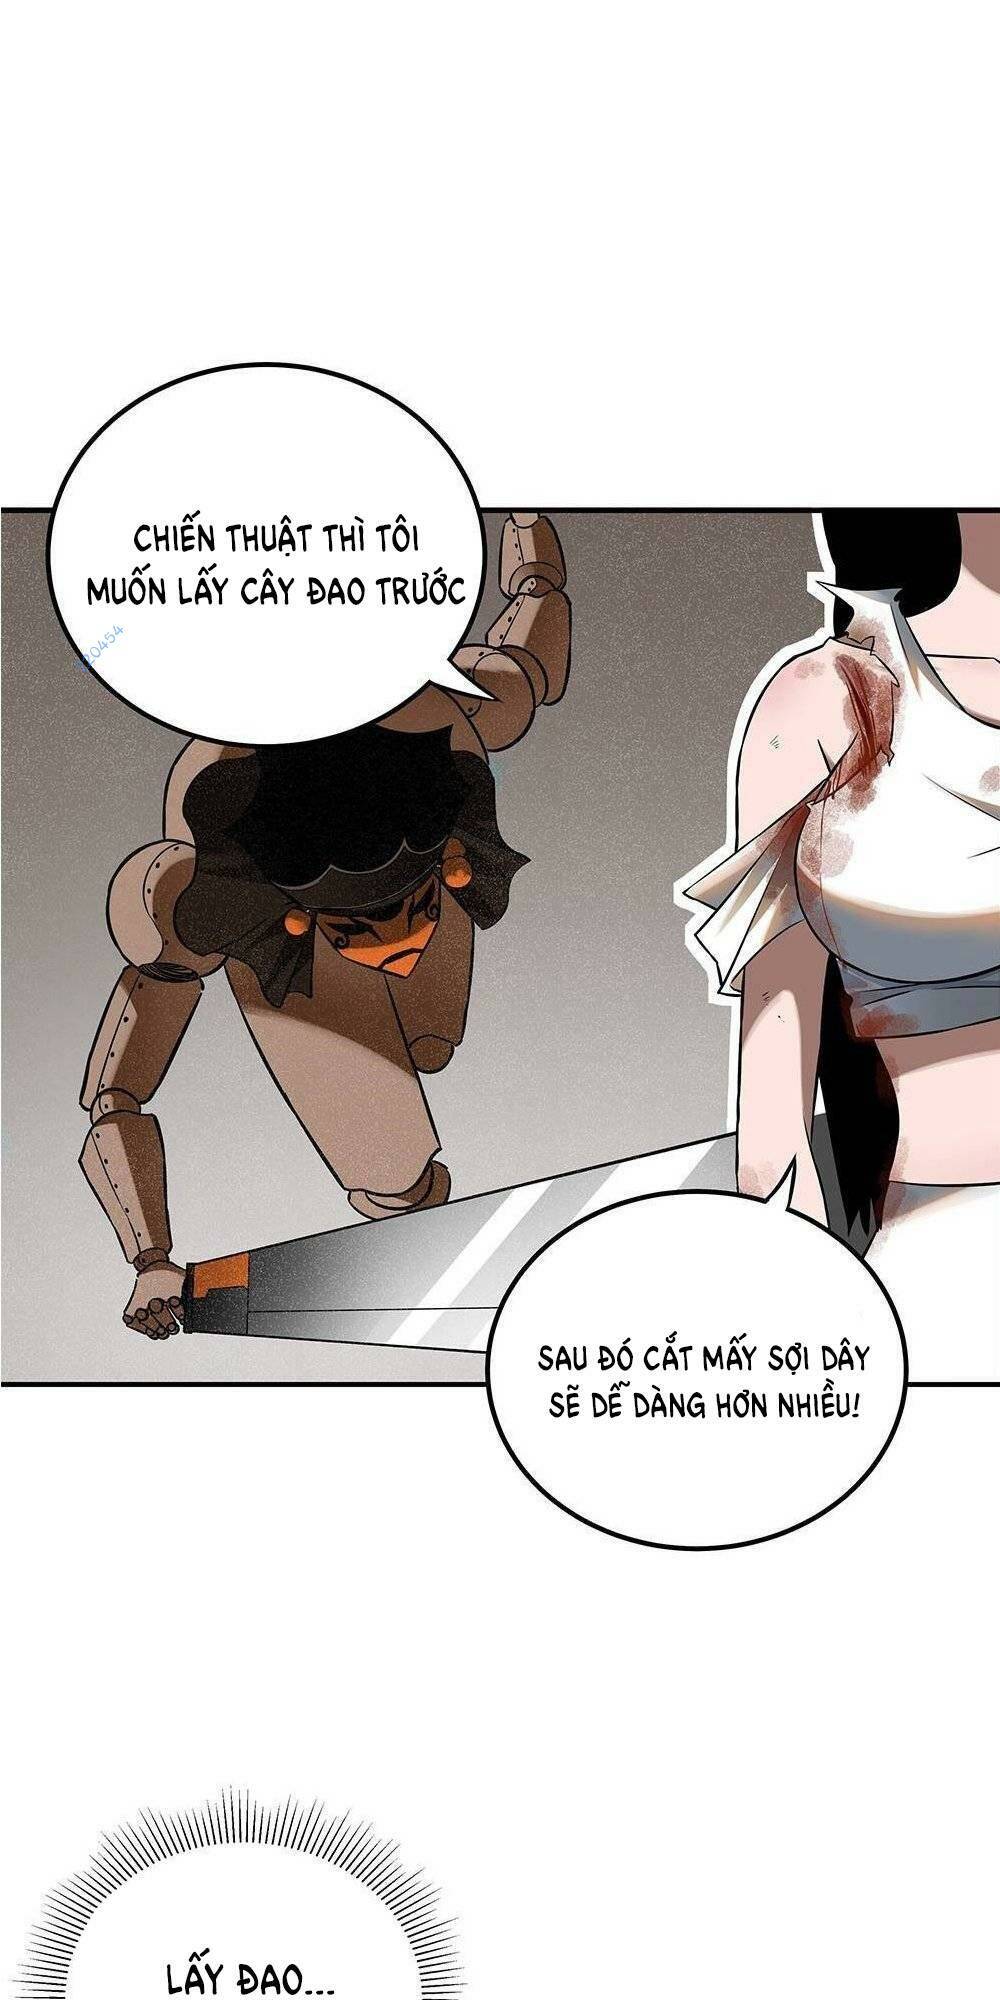 CHIẾN THUẬT THÌ TÔI
MUỐN LẤY CÂY ĐAO TRƯỚC
120454
SAU ĐÓ CẮT MẤY SỢI DÂY
SẼ DỄ DÀNG HƠN NHIỀU!
LẤY ĐAO...